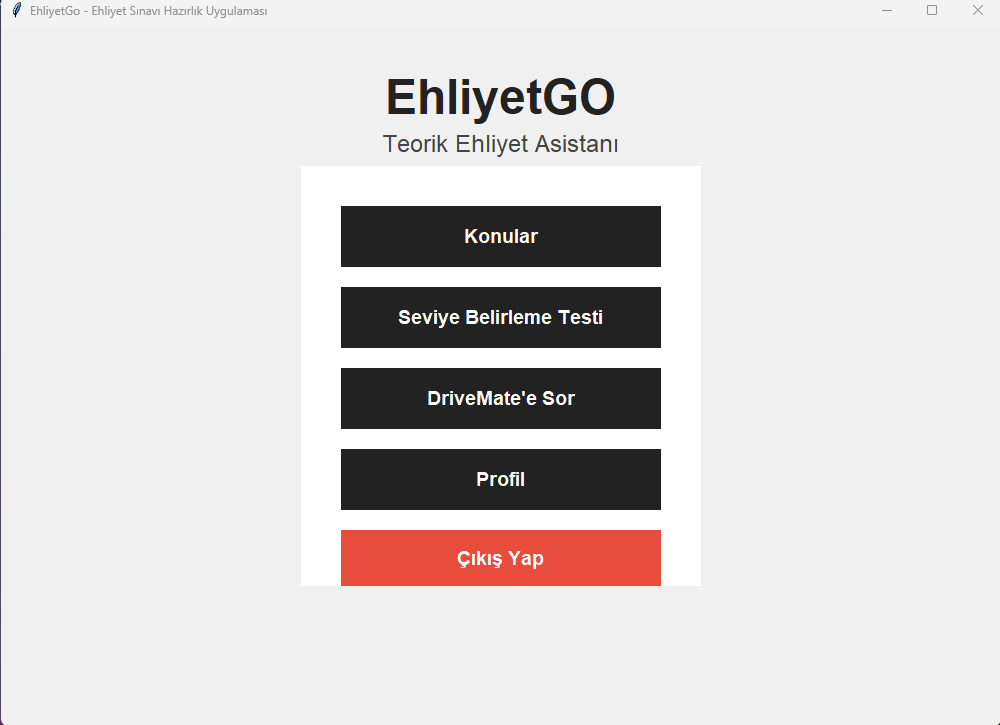 EhliyetGo - Ehliyet Sınavı Hazırlık Uygulaması
EhliyetGO
Teorik Ehliyet Asistanı
Konular
Seviye Belirleme Testi
DriveMate'e Sor
Profil
Çıkış Yap